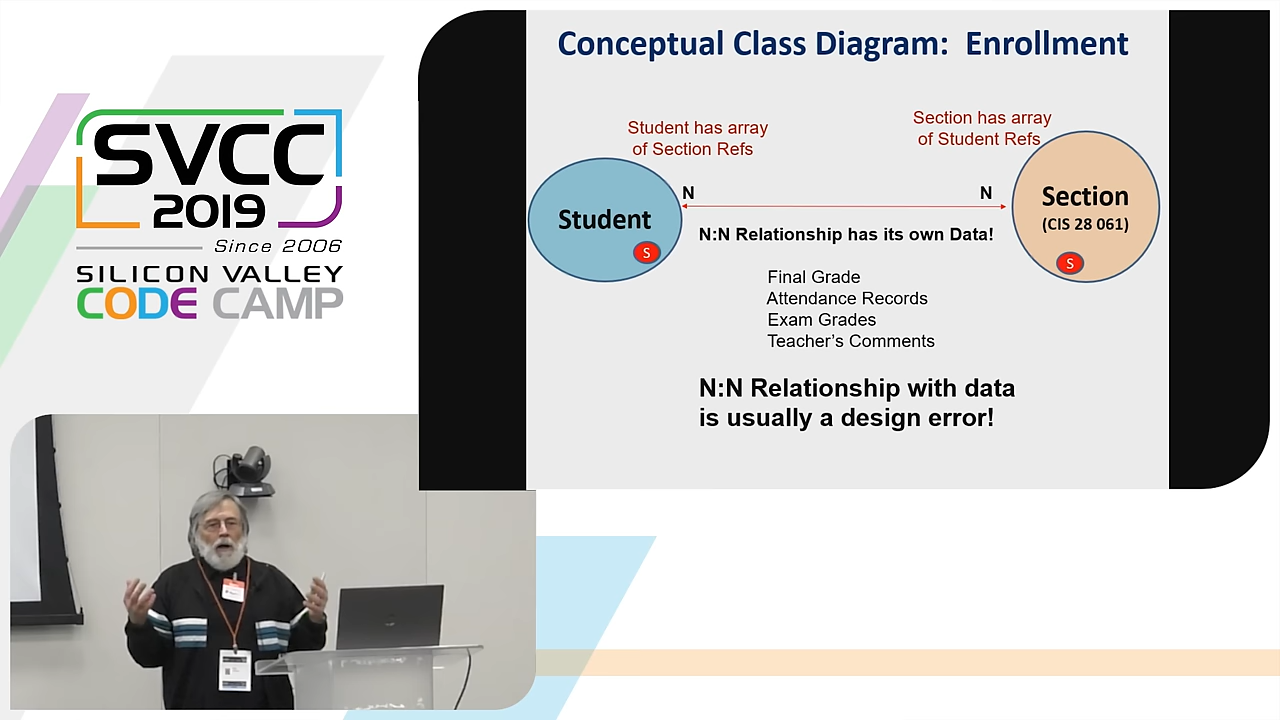 SVCC
2019
Since 2006
SILICON VALLEY
CODE CAMP
Conceptual Class Diagram: Enrollment
Student has array
of Section Refs
Section has array
of Student Refs
N
N
Student
S
Section
(CIS 28 061)
S
N:N Relationship has its own Data!
Final Grade
Attendance Records
Exam Grades
Teacher's Comments
N:N Relationship with data
is usually a design error!